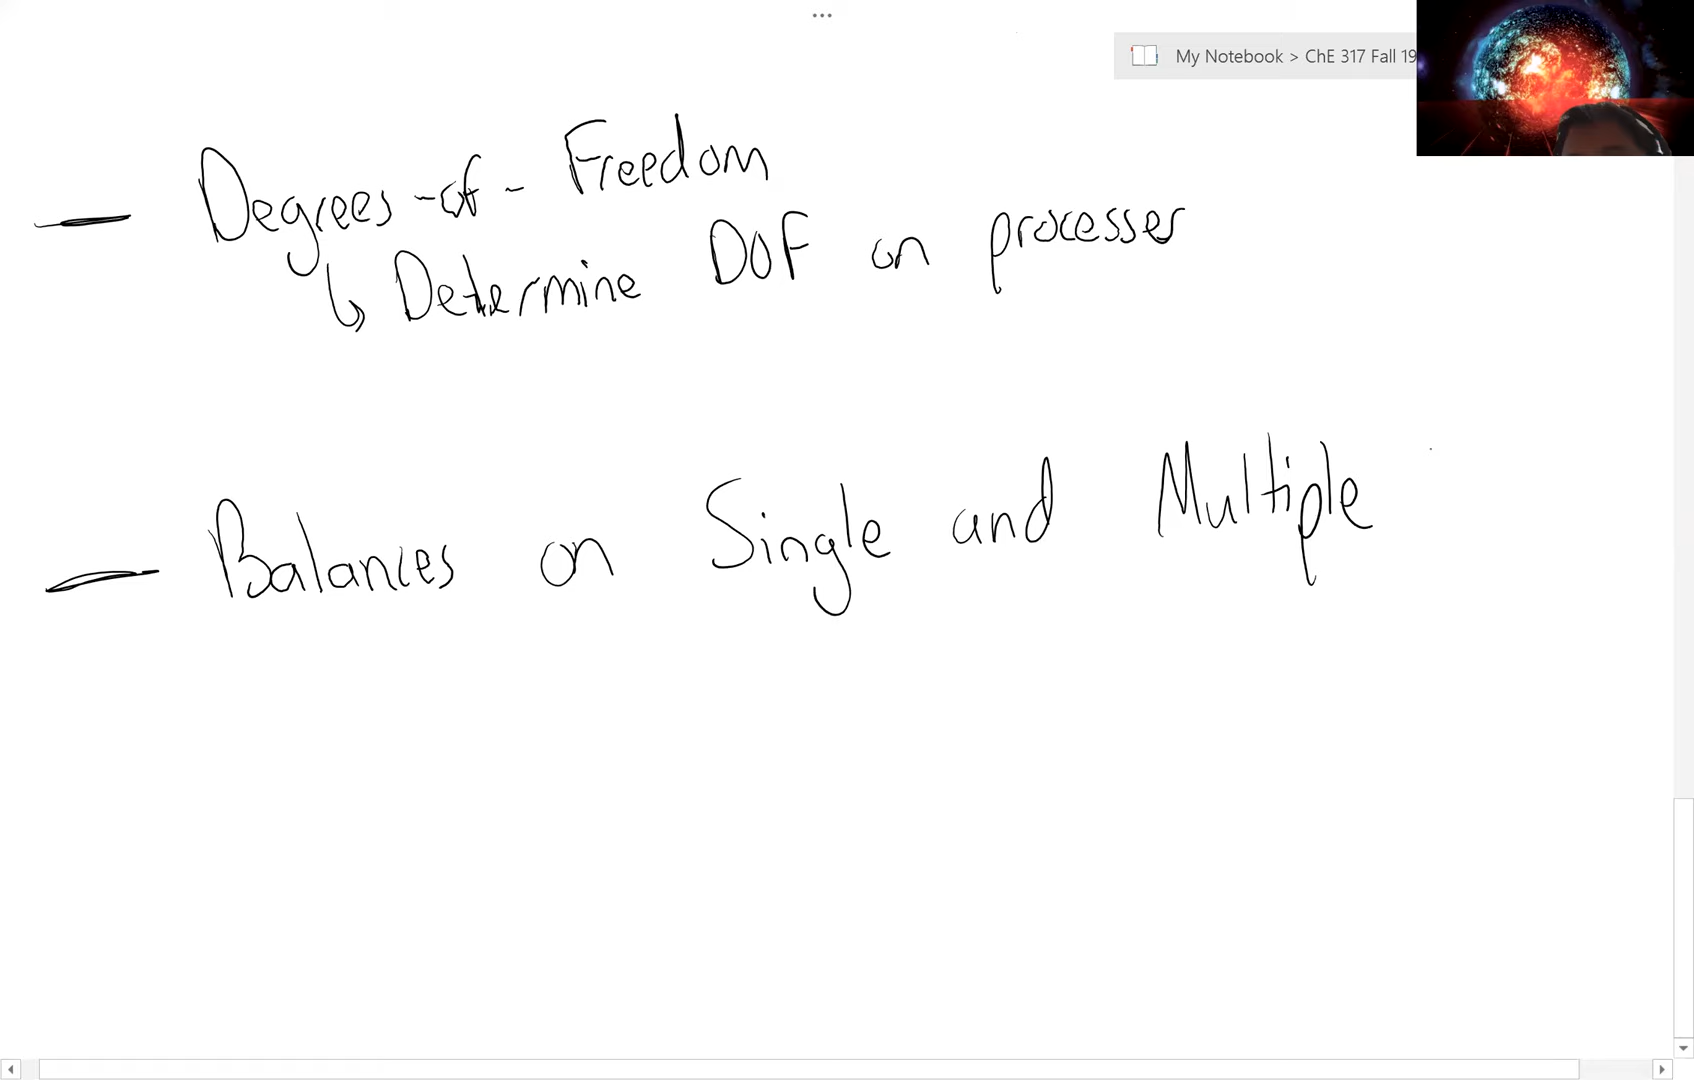 My Notebook > ChE 317 Fall 19
— Degrees-of-Freedom
↳ Determine DOF on processes
— Balances on Single and Multiple